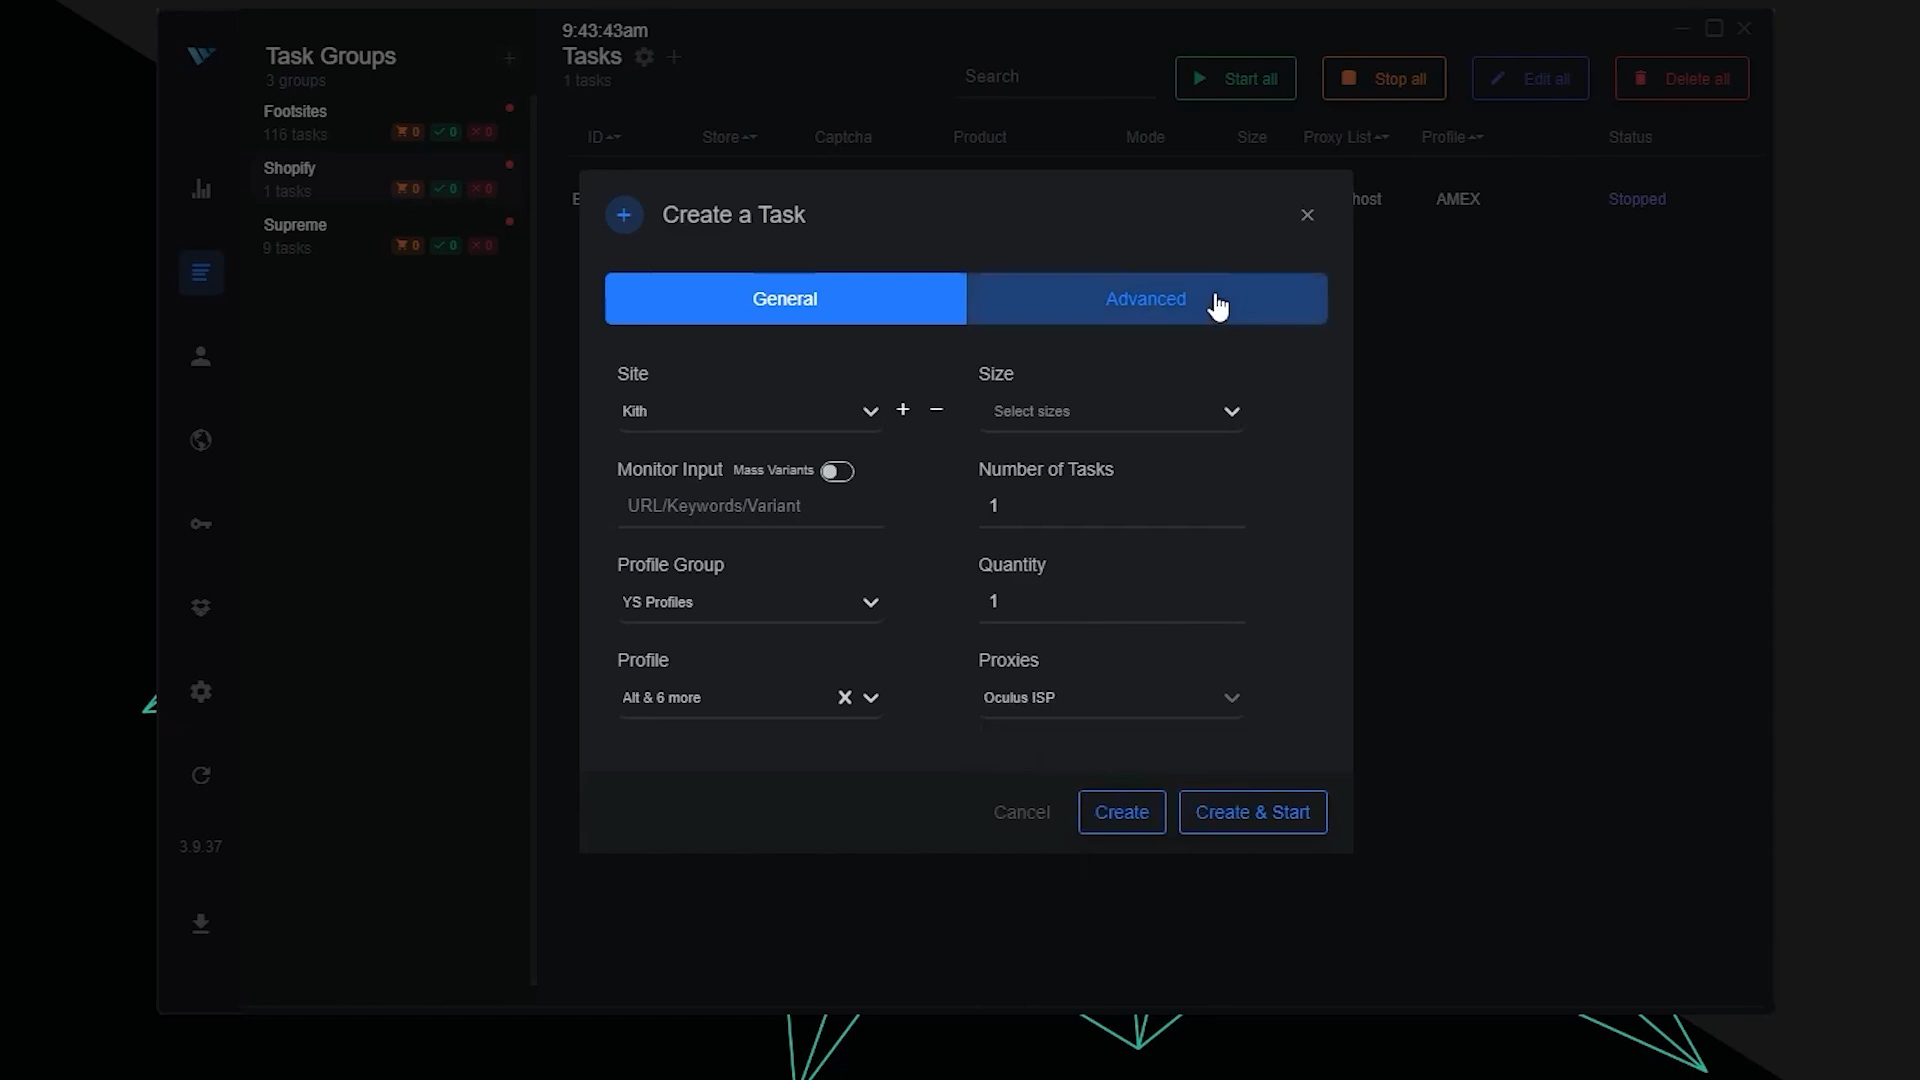 9:43:43am
Task Groups
3 groups
Tasks
1 tasks
Search
Start all
Stop all
Edit all
Delete all
Footsites
116 tasks
0
0
0
Shopify
1 tasks
0
0
0
Supreme
9 tasks
0
0
0
ID
Store
Captcha
Product
Mode
Size
Proxy List
Profile
Status
host
AMEX
Stopped
Create a Task
General
Advanced
Site
Kith
Size
Select sizes
Monitor Input
Mass Variants
URL/Keywords/Variant
Number of Tasks
1
Profile Group
YS Profiles
Quantity
1
Profile
Alt & 6 more
Proxies
Oculus ISP
Cancel
Create
Create & Start
3.9.37